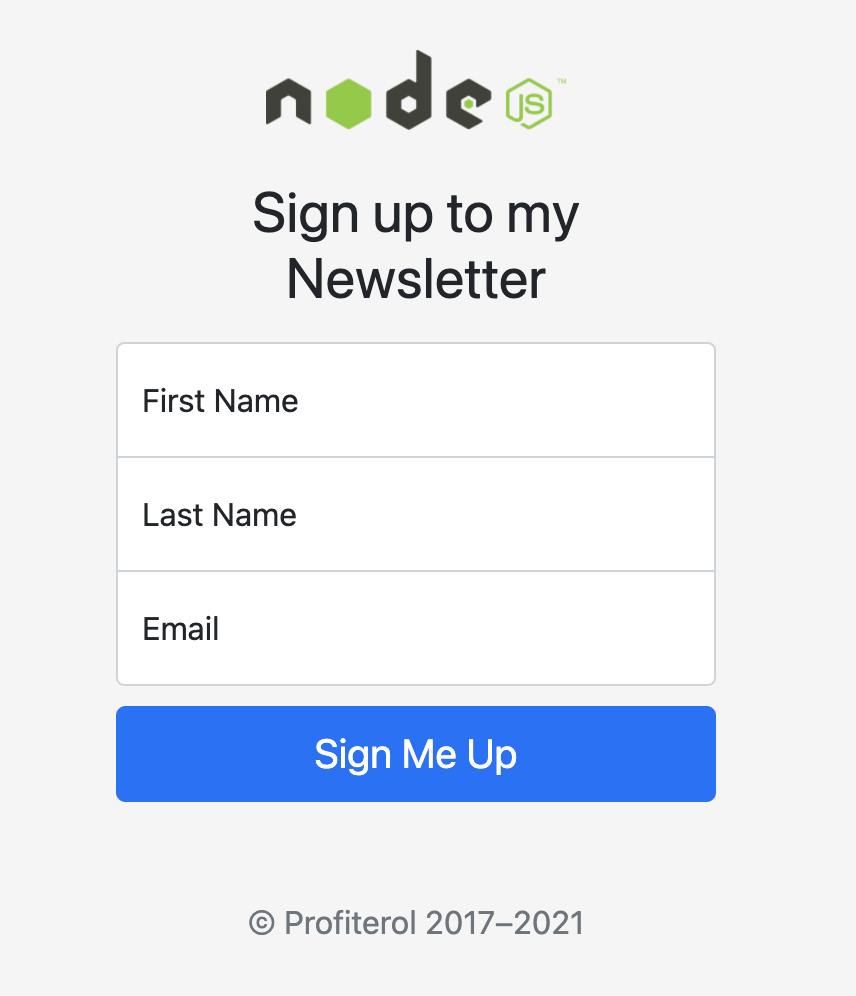 node JS ™
Sign up to my
Newsletter
First Name
Last Name
Email
Sign Me Up
© Profiterol 2017–2021